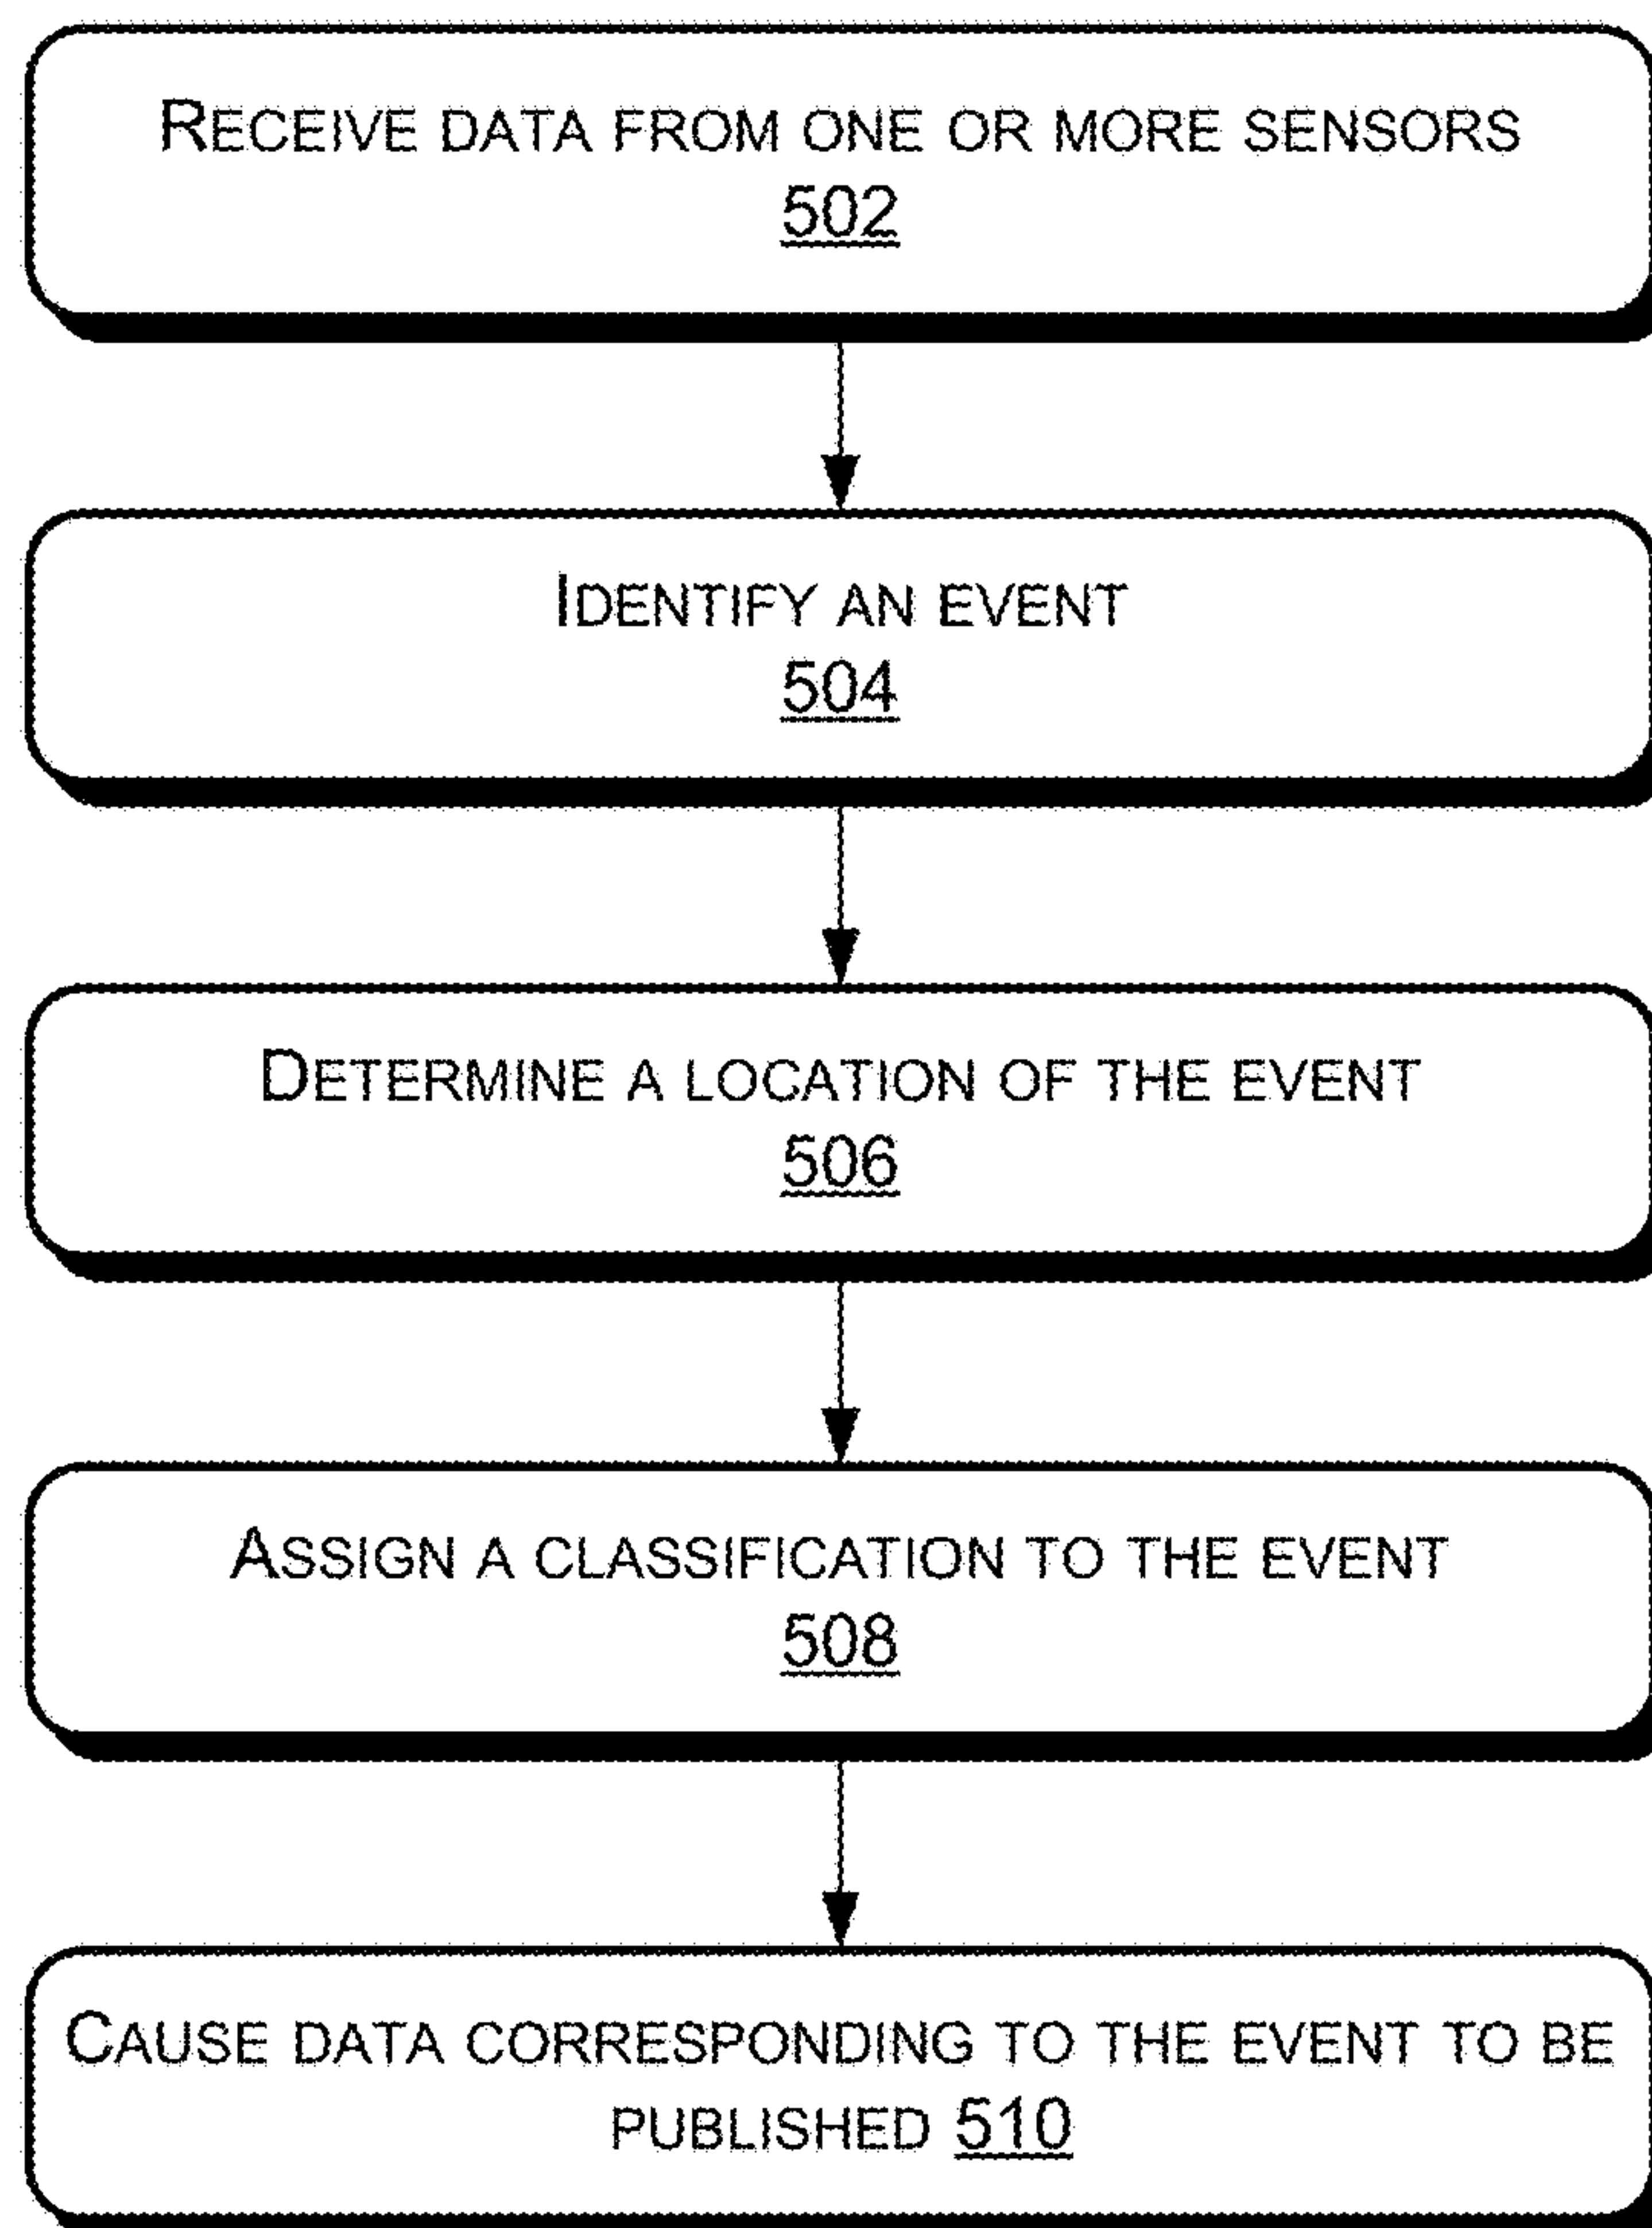 RECEIVE DATA FROM ONE OR MORE SENSORS
502
IDENTIFY AN EVENT
504
DETERMINE A LOCATION OF THE EVENT
506
ASSIGN A CLASSIFICATION TO THE EVENT
508
CAUSE DATA CORRESPONDING TO THE EVENT TO BE
PUBLISHED 510